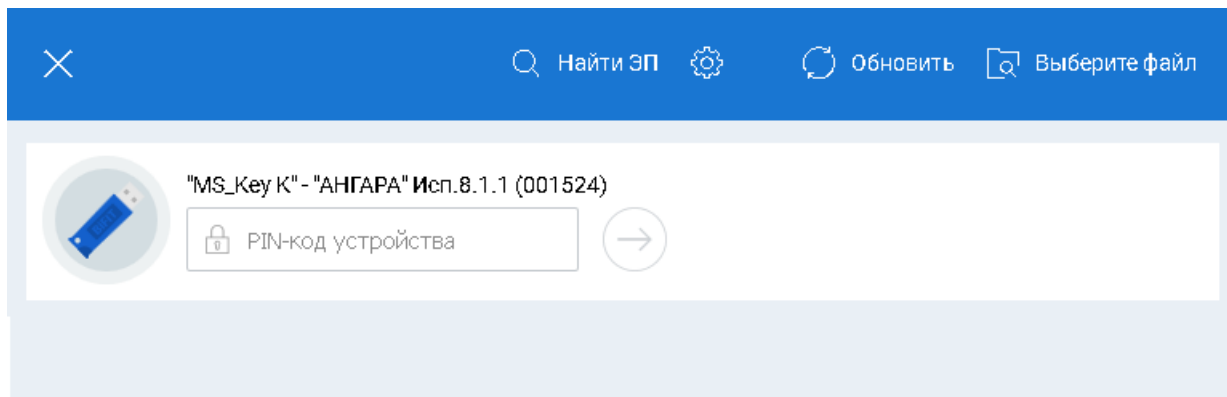 Найти ЭП Обновить Выберите файл
"MS_Key K" - "АНГАРА" Исп.8.1.1 (001524)
PIN-код устройства